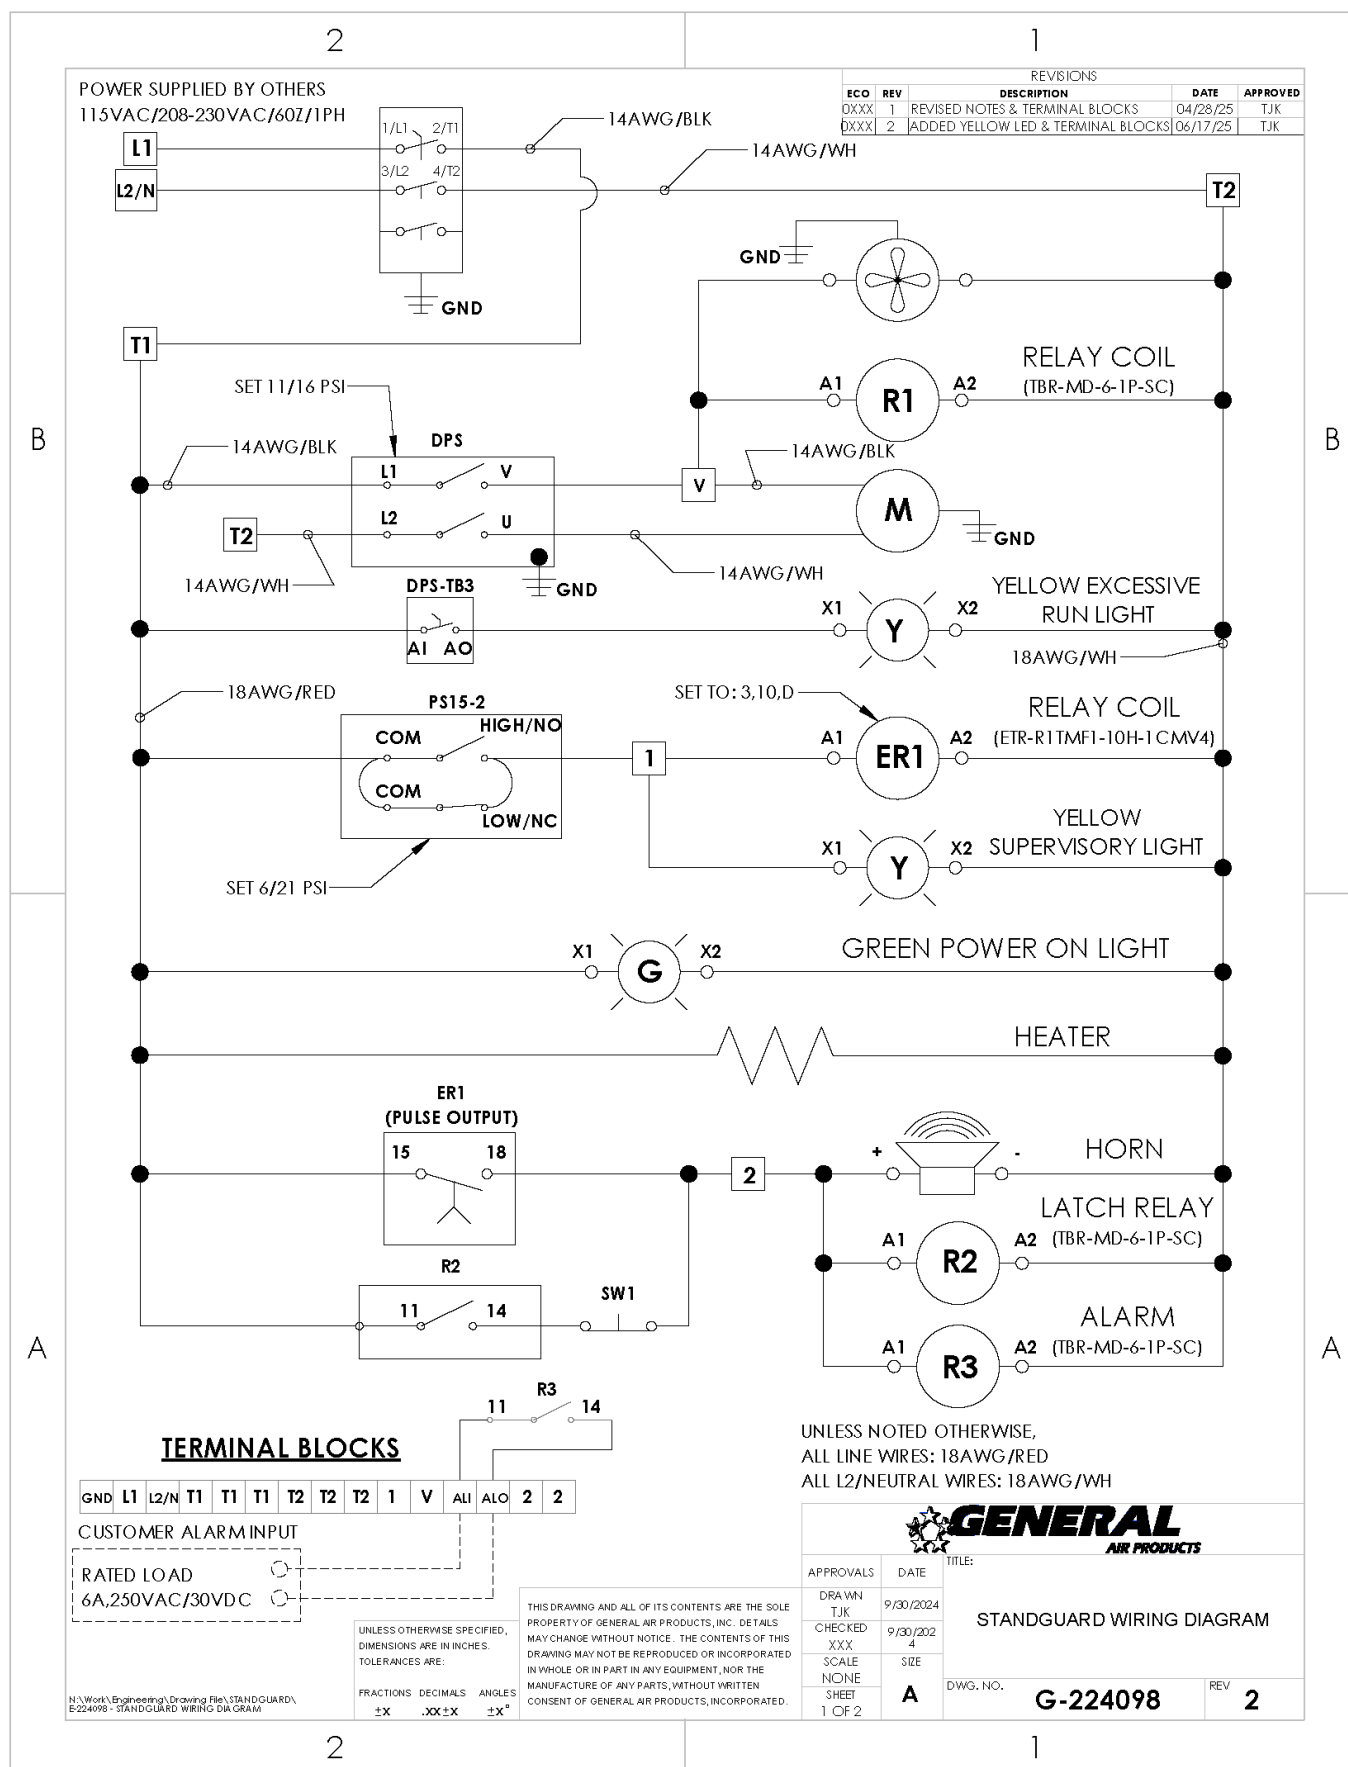 2
1
POWER SUPPLIED BY OTHERS
115VAC/208-230VAC/60Z/1PH
REVISIONS
ECO REV DESCRIPTION DATE APPROVED
0XXX 1 REVISED NOTES & TERMINAL BLOCKS 04/28/25 TJK
0XXX 2 ADDED YELLOW LED & TERMINAL BLOCKS 06/17/25 TJK
1/L1 2/T1
14AWG/BLK
L1
14AWG/WH
3/L2 4/T2
L2/N
T2
GND
GND
T1
RELAY COIL
(TBR-MD-6-1P-SC)
SET 11/16 PSI
A1 R1 A2
B
B
14AWG/BLK
DPS
14AWG/BLK
L1 V
V
M
L2 U
T2
GND
14AWG/WH
14AWG/WH
GND
DPS-TB3
YELLOW EXCESSIVE
RUN LIGHT
X1 Y X2
AI AO
18AWG/WH
18AWG/RED
SET TO: 3,10,D
PS15-2
HIGH/NO
RELAY COIL
(ETR-R1TMF1-10H-1CMV4)
COM
1
A1 ER1 A2
COM
LOW/NC
YELLOW
SUPERVISORY LIGHT
X1 Y X2
SET 6/21 PSI
GREEN POWER ON LIGHT
X1 G X2
HEATER
ER1
(PULSE OUTPUT)
15 18
2
+ -
HORN
LATCH RELAY
(TBR-MD-6-1P-SC)
A1 R2 A2
R2
11 14
SW1
ALARM
(TBR-MD-6-1P-SC)
A1 R3 A2
A
A
R3
11 14
UNLESS NOTED OTHERWISE,
ALL LINE WIRES: 18AWG/RED
ALL L2/NEUTRAL WIRES: 18AWG/WH
TERMINAL BLOCKS
GND L1 L2/N T1 T1 T1 T2 T2 T2 1 V ALI ALO 2 2
CUSTOMER ALARM INPUT
RATED LOAD
6A,250VAC/30VDC
GENERAL
AIR PRODUCTS
UNLESS OTHERWISE SPECIFIED,
DIMENSIONS ARE IN INCHES.
TOLERANCES ARE:
FRACTIONS DECIMALS ANGLES
±X .XX±X ±X°
THIS DRAWING AND ALL OF ITS CONTENTS ARE THE SOLE
PROPERTY OF GENERAL AIR PRODUCTS, INC. DETAILS
MAY CHANGE WITHOUT NOTICE. THE CONTENTS OF THIS
DRAWING MAY NOT BE REPRODUCED OR INCORPORATED
IN WHOLE OR IN PART IN ANY EQUIPMENT, NOR THE
MANUFACTURE OF ANY PARTS, WITHOUT WRITTEN
CONSENT OF GENERAL AIR PRODUCTS, INCORPORATED.
APPROVALS DATE
DRAWN
TJK
9/30/2024
CHECKED
XXX
9/30/202
4
SCALE
NONE
SIZE
A
SHEET
1 OF 2
TITLE:
STANDGUARD WIRING DIAGRAM
DWG. NO.
G-224098
REV
2
N:\Work\Engineering\Drawing File\STANDGUARD\
E-224098 - STANDGUARD WIRING DIAGRAM
2
1